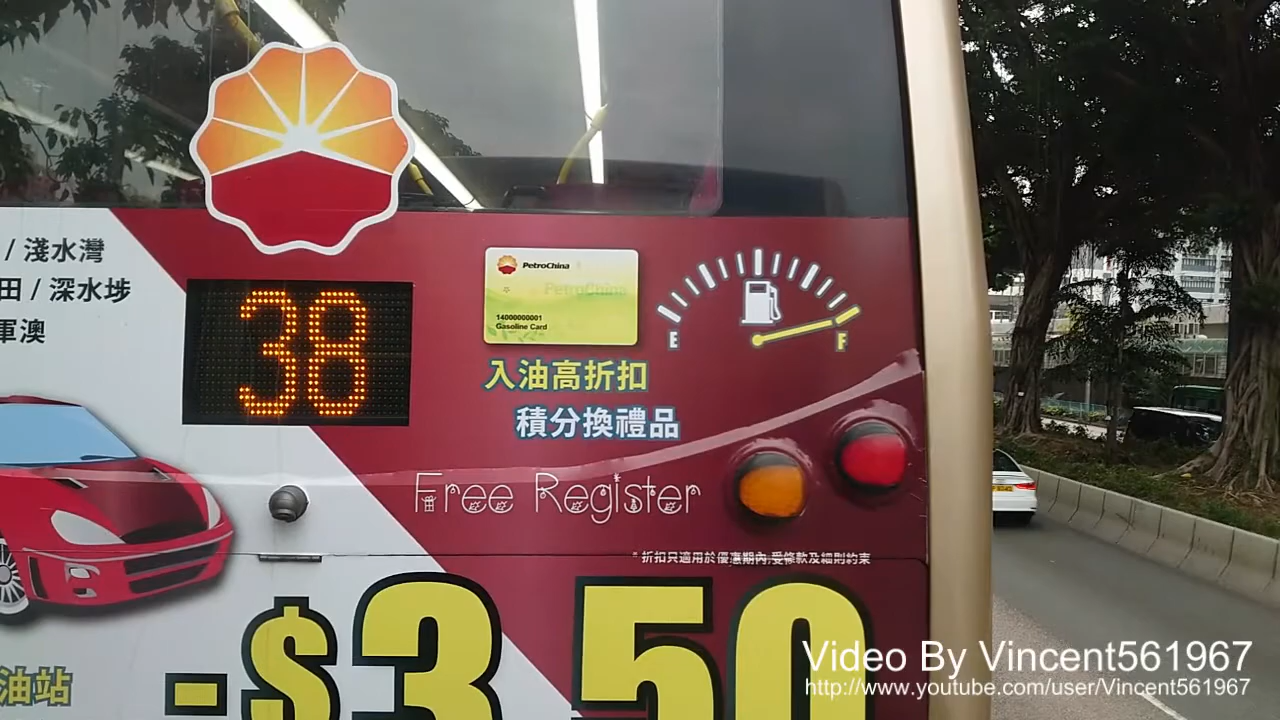 / 淺水灣
田 / 深水埗
軍澳
38
PetroChina
PetroChina
14000000001
Gasoline Card
E
F
入油高折扣
積分換禮品
Free Register
* 折扣只適用於優惠期內,受條款及細則約束
-$3.50
油站
Video By Vincent561967
http://www.youtube.com/user/Vincent561967